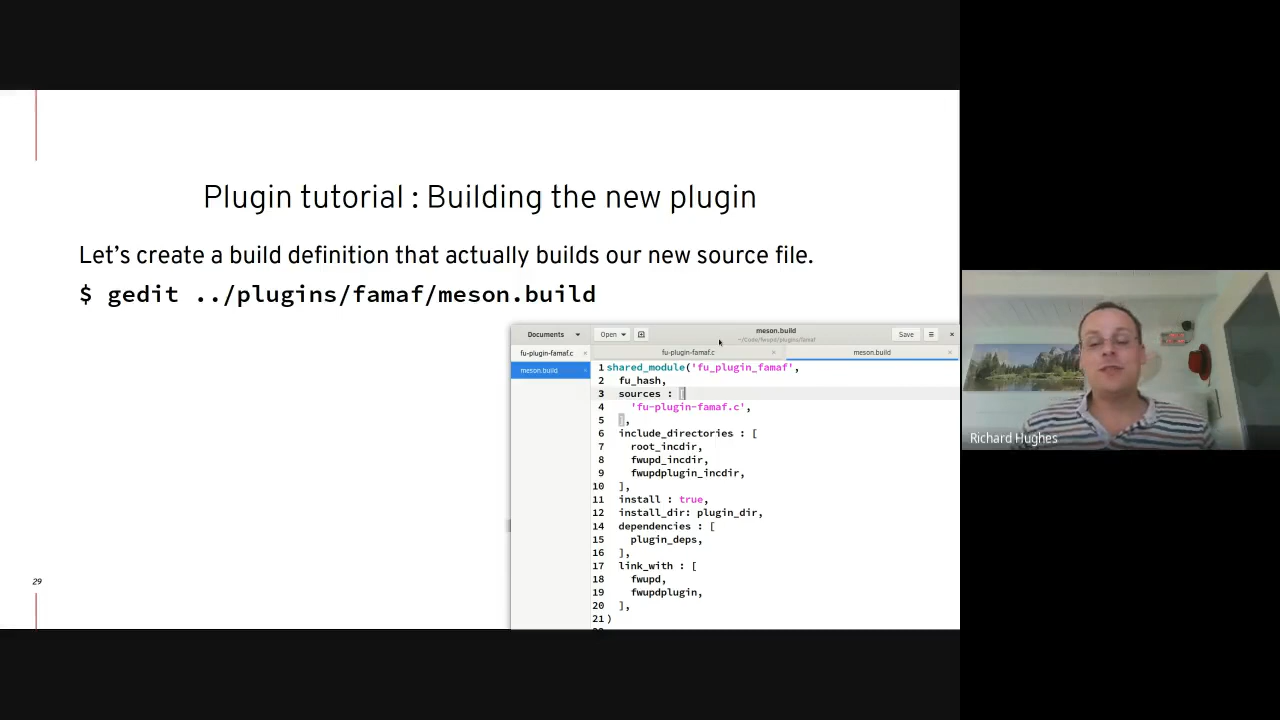 Plugin tutorial : Building the new plugin
Let's create a build definition that actually builds our new source file.
$ gedit ../plugins/famaf/meson.build
Documents
Open
meson.build
~/Code/fwupd/plugins/famaf
Save
fu-plugin-famaf.c
fu-plugin-famaf.c
meson.build
meson.build
1 shared_module('fu_plugin_famaf',
2 fu_hash,
3 sources : [
4 'fu-plugin-famaf.c',
5 ],
6 include_directories : [
7 root_incdir,
8 fwupd_incdir,
9 fwupdplugin_incdir,
10 ],
11 install : true,
12 install_dir: plugin_dir,
14 dependencies : [
15 plugin_deps,
16 ],
17 link_with : [
18 fwupd,
19 fwupdplugin,
20 ],
21 )
29
Richard Hughes